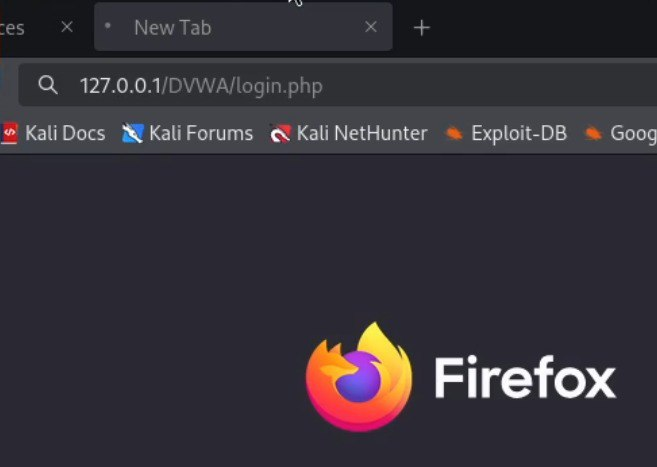 ces New Tab
127.0.0.1/DVWA/login.php
Kali Docs Kali Forums Kali NetHunter Exploit-DB Goog
Firefox